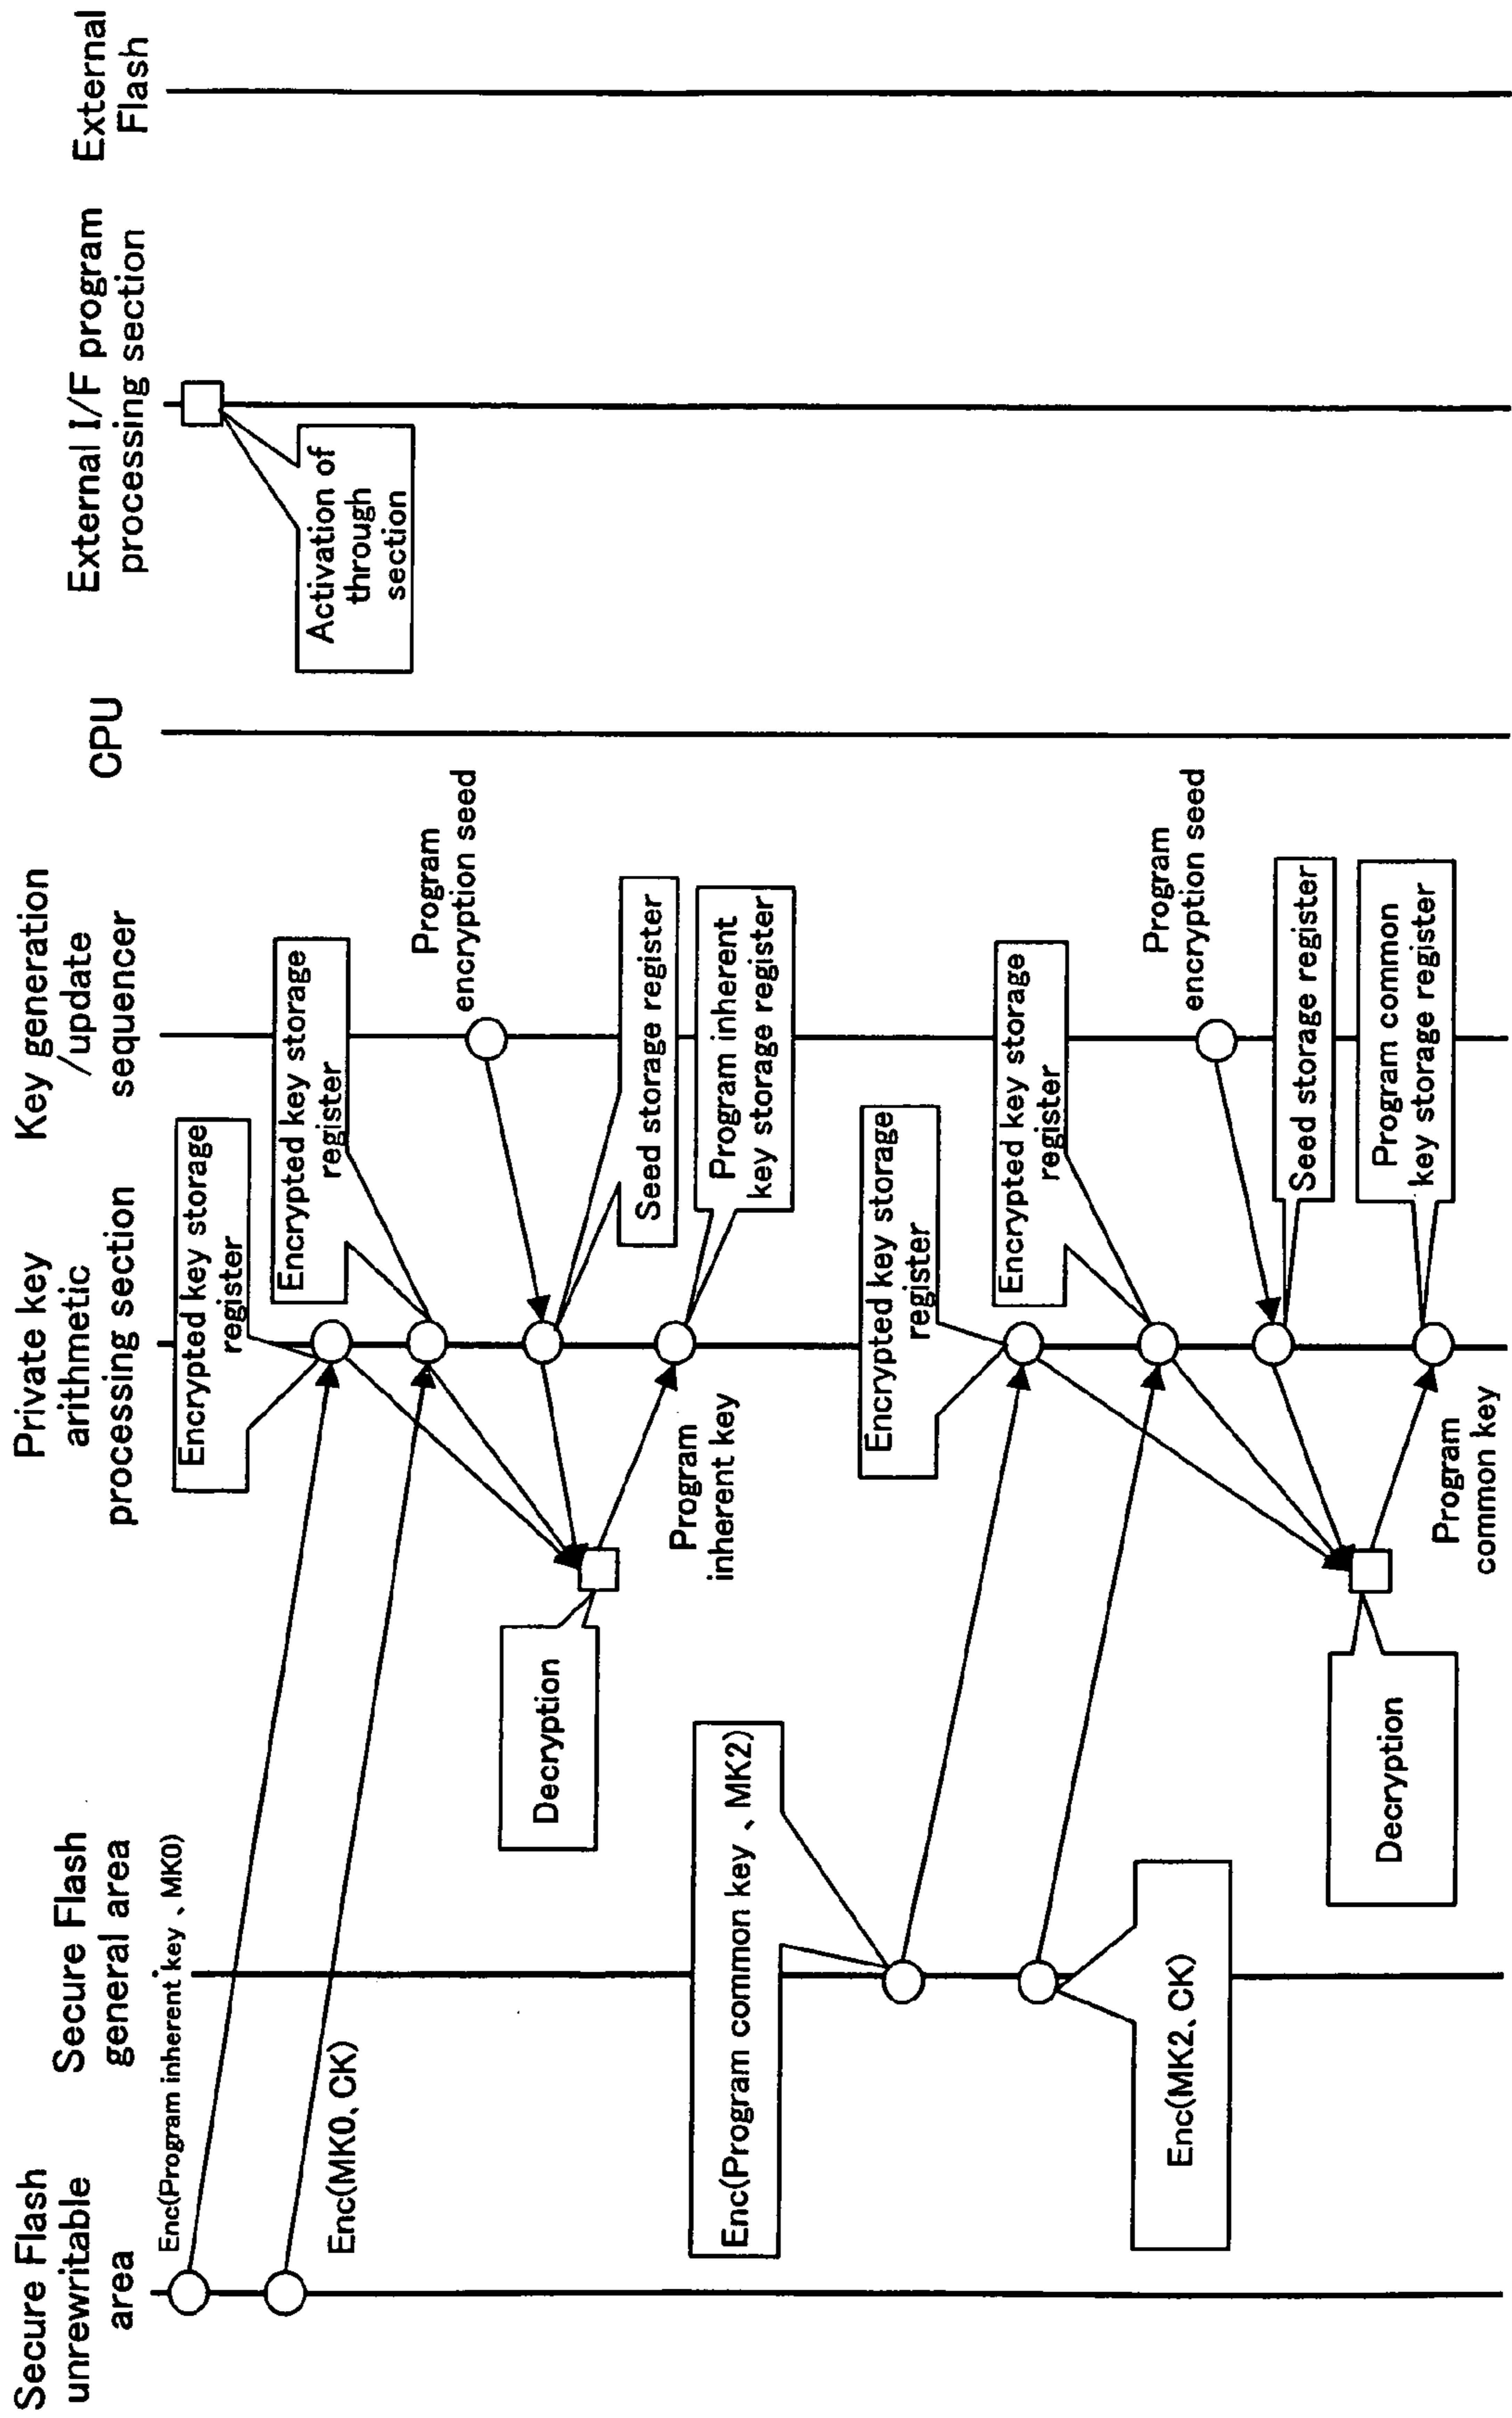 Secure Flash
unrewritable
area
Secure Flash
general area
Private key
arithmetic
processing section
Key generation
/update
sequencer
CPU
External I/F program
processing section
External
Flash
Enc(Program inherent key 、MK0)
Enc(MK0、CK)
Encrypted key storage
register
Encrypted key storage
register
Activation of
through
section
Program
encryption seed
Seed storage register
Decryption
Program
inherent key
Program inherent
key storage register
Enc(Program common key 、MK2)
Encrypted key storage
register
Enc(MK2、CK)
Encrypted key storage
register
Program
encryption seed
Seed storage register
Decryption
Program
common key
Program common
key storage register